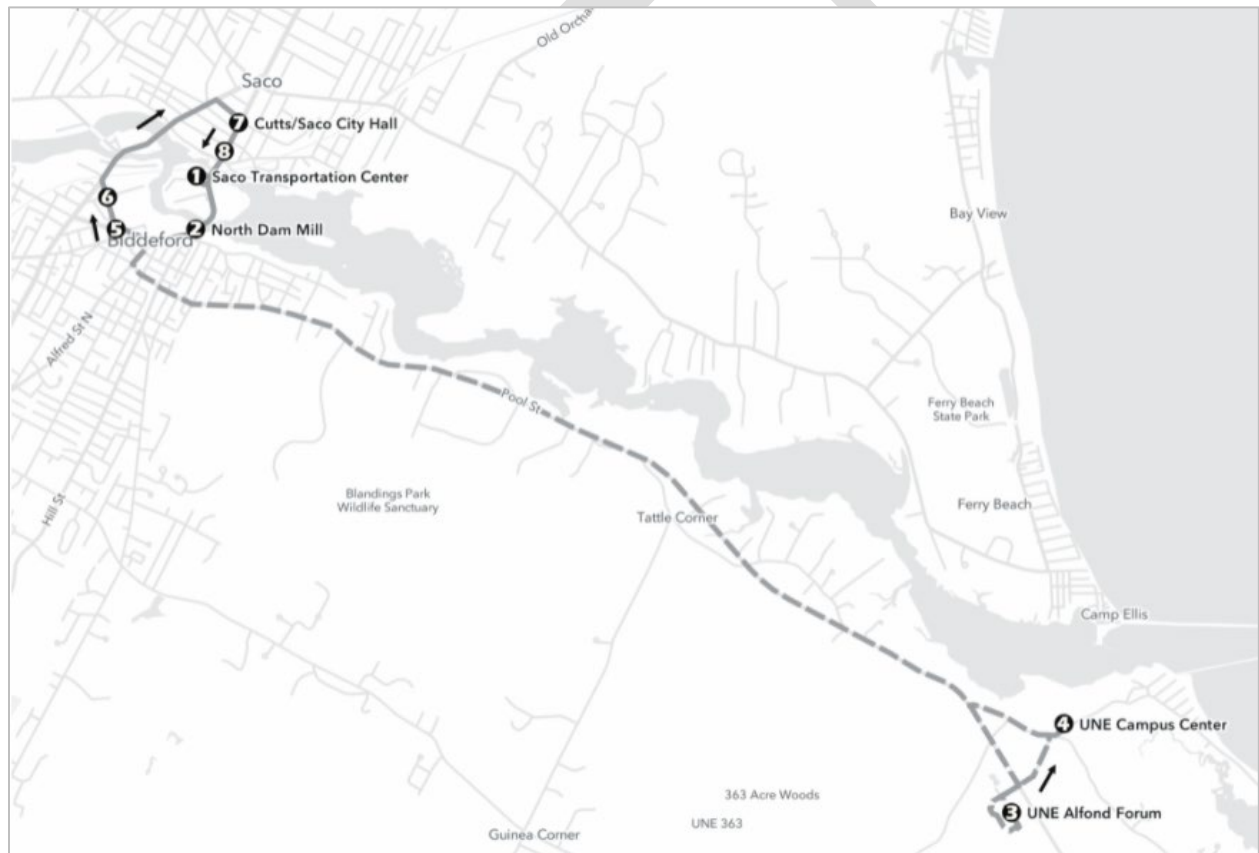 Old Orcha
Saco
7 Cutts/Saco City Hall
8
1 Saco Transportation Center
6
5
Biddeford
2 North Dam Mill
Bay View
Alfred St N
Pool St
Ferry Beach
State Park
Blandings Park
Wildlife Sanctuary
Hill St
Tattle Corner
Ferry Beach
Camp Ellis
4 UNE Campus Center
363 Acre Woods
UNE 363
3 UNE Alfond Forum
Guinea Corner